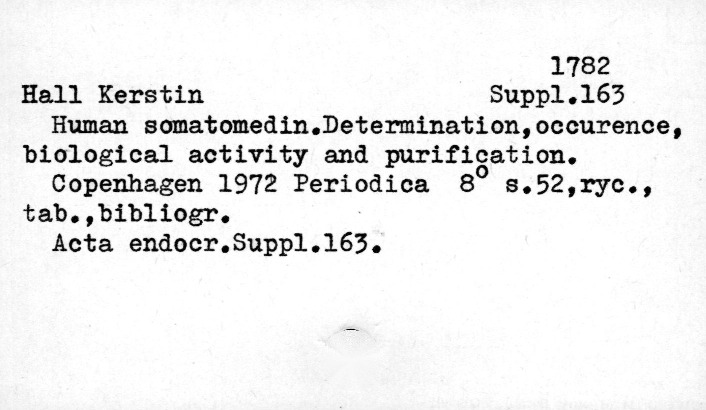 1782
Hall Kerstin Suppl.163
Human somatomedin.Determination,occurence,
biological activity and purification.
Copenhagen 1972 Periodica 8° s.52,ryc.,
tab.,bibliogr.
Acta endocr.Suppl.163.